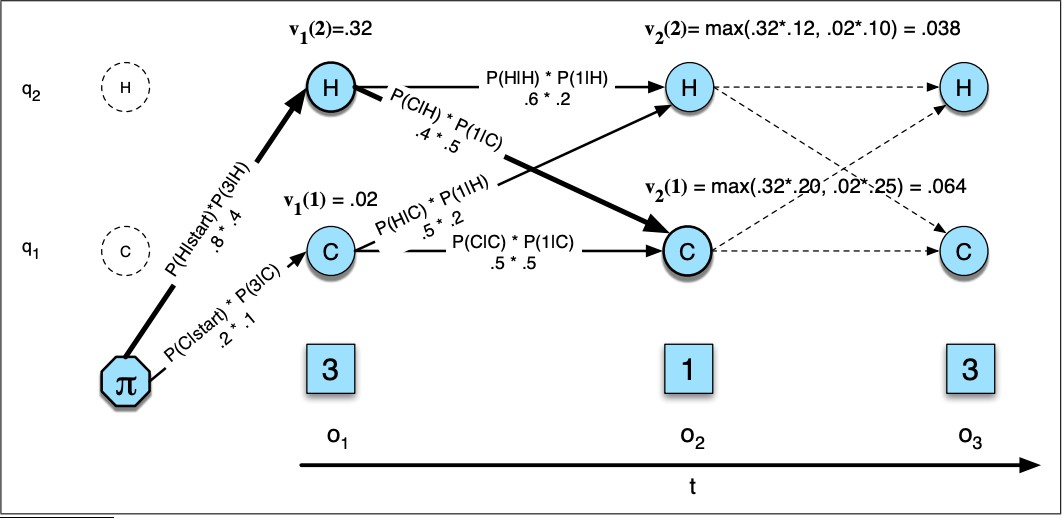 v1(2)=.32
v2(2)= max(.32*.12, .02*.10) = .038
q2
H
H
P(H|H) * P(1|H)
.6 * .2
H
H
P(C|H) * P(1|C)
.4 * .5
P(H|start)*P(3|H)
.8 * .4
v1(1) = .02
P(H|C) * P(1|H)
.5 * .2
v2(1) = max(.32*.20, .02*.25) = .064
q1
C
C
P(C|C) * P(1|C)
.5 * .5
C
C
P(C|start) * P(3|C)
.2 * .1
π
3
1
3
o1
o2
o3
t